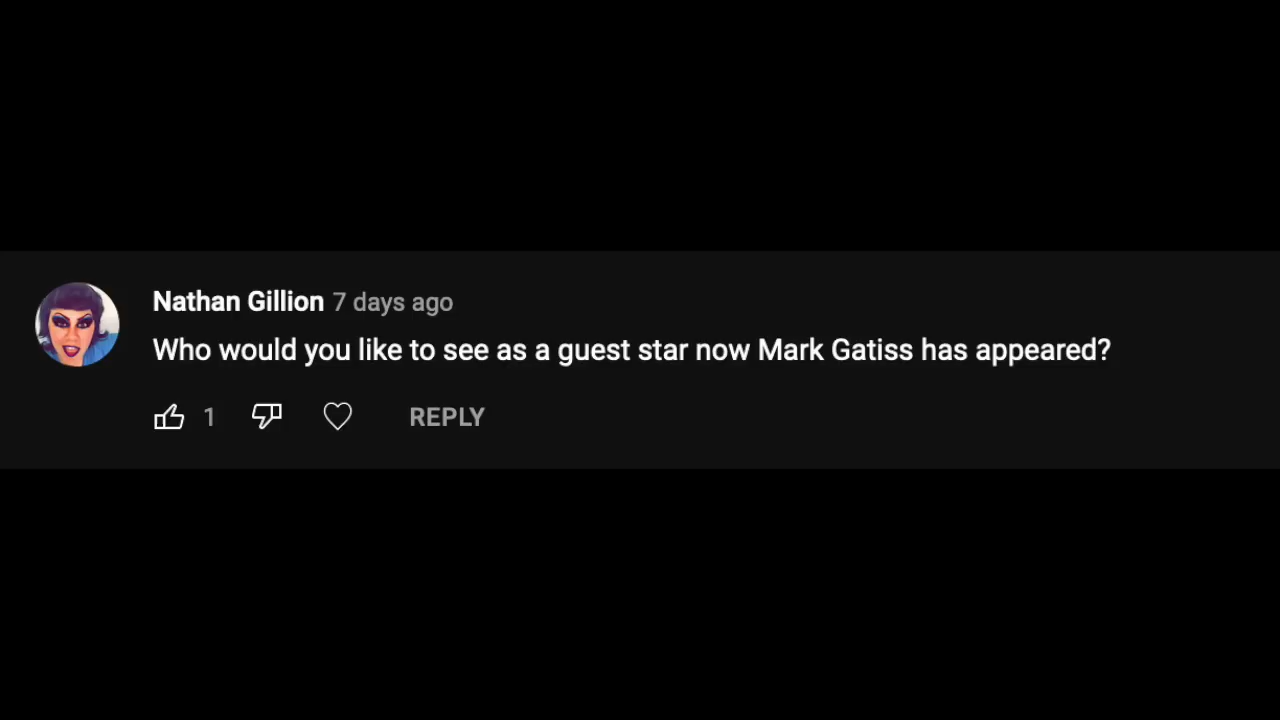 Nathan Gillion 7 days ago
Who would you like to see as a guest star now Mark Gatiss has appeared?
1 REPLY